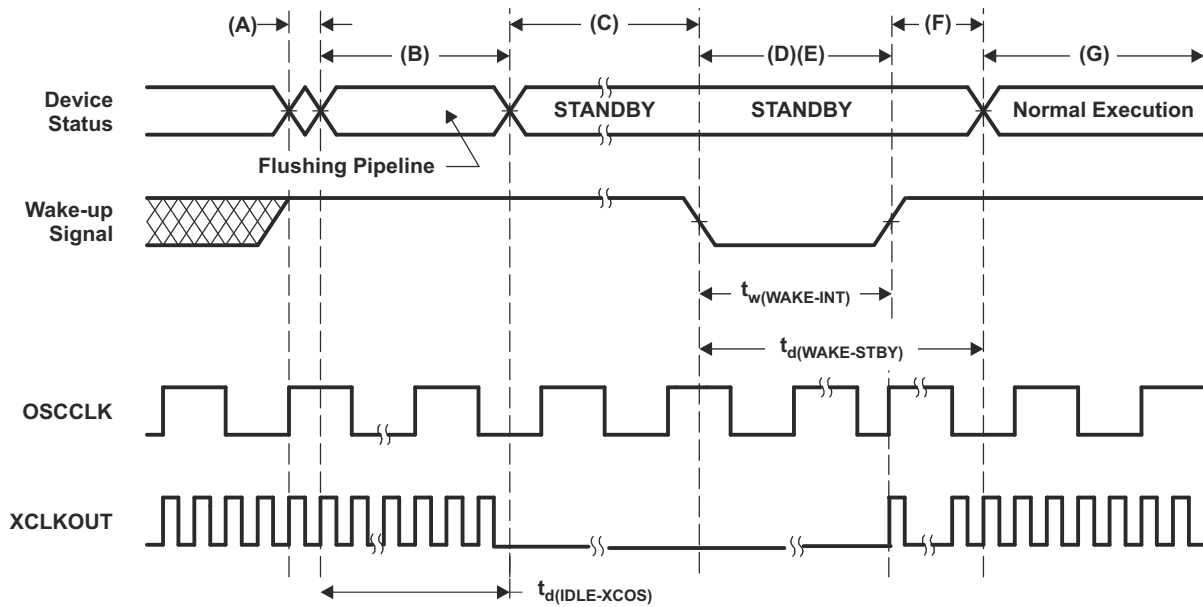 (A)
(C)
(F)
(B)
(D)(E)
(G)
Device
Status
STANDBY
STANDBY
Normal Execution
Flushing Pipeline
Wake-up
Signal
tw(WAKE-INT)
td(WAKE-STBY)
OSCCLK
XCLKOUT
td(IDLE-XCOS)